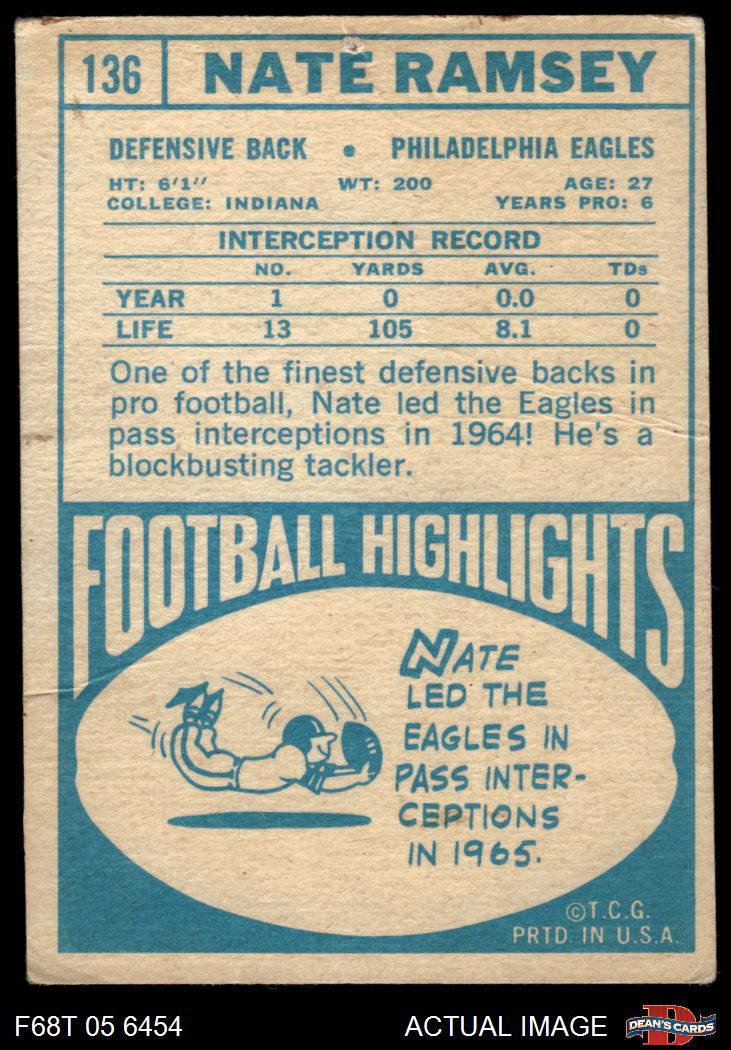 136 NATE RAMSEY
DEFENSIVE BACK • PHILADELPHIA EAGLES
HT: 6'1" WT: 200 AGE: 27
COLLEGE: INDIANA YEARS PRO: 6
INTERCEPTION RECORD
NO. YARDS AVG. TDs
YEAR 1 0 0.0 0
LIFE 13 105 8.1 0
One of the finest defensive backs in
pro football, Nate led the Eagles in
pass interceptions in 1964! He's a
blockbusting tackler.
FOOTBALL HIGHLIGHTS
NATE
LED THE
EAGLES IN
PASS INTER-
CEPTIONS
IN 1965.
©T.C.G.
PRTD. IN U.S.A.
F68T 05 6454 ACTUAL IMAGE D DEAN'S CARDS